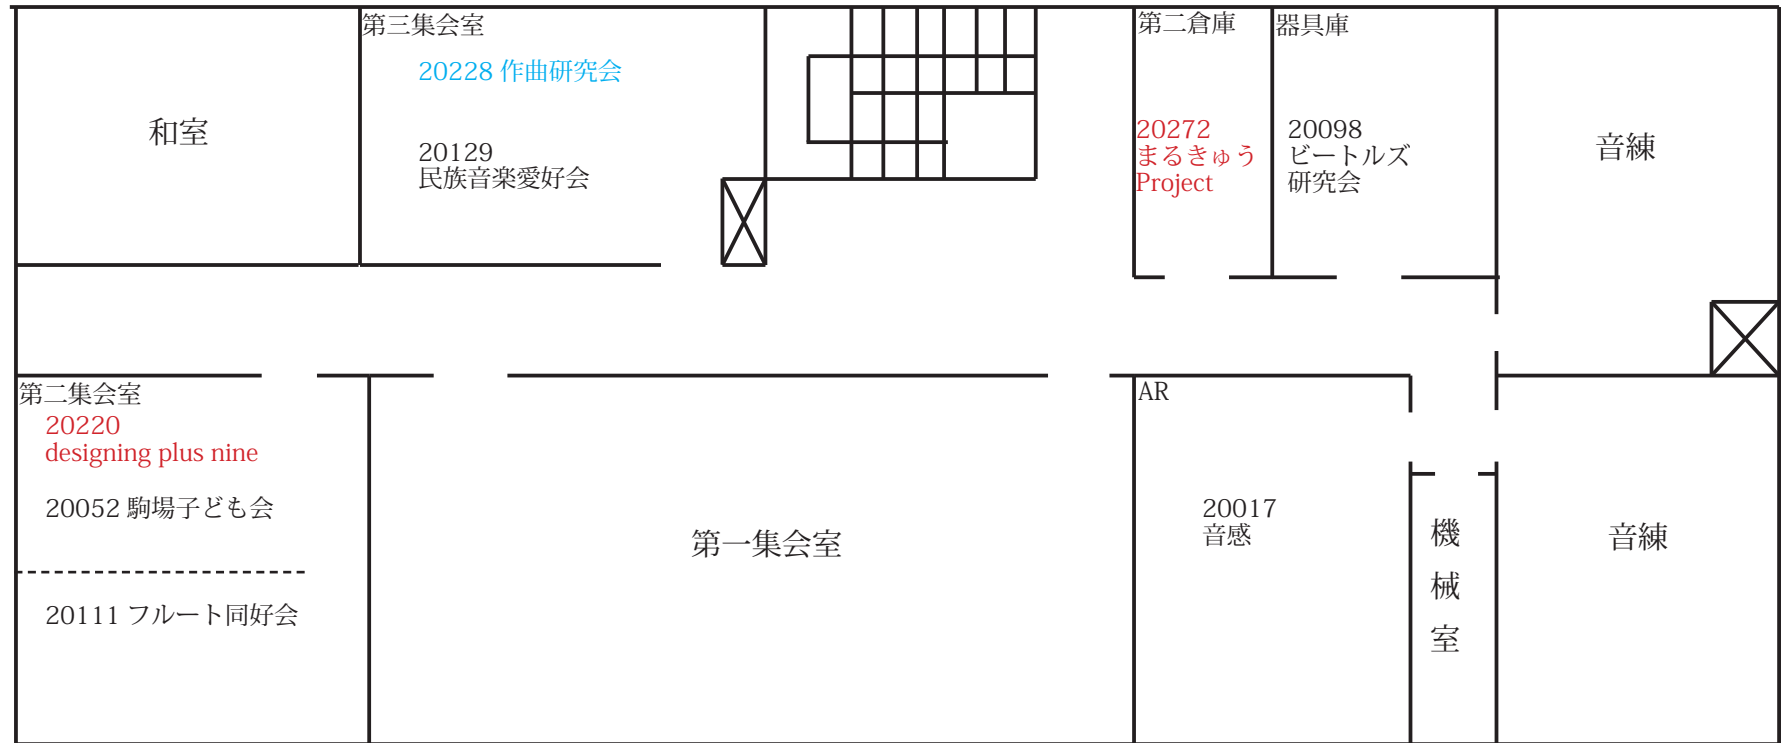 第三集会室
20228 作曲研究会
20129
民族音楽愛好会
和室
第二倉庫
20272
まるきゅう
Project
器具庫
20098
ビートルズ
研究会
音練
第二集会室
20220
designing plus nine
20052 駒場子ども会
20111 フルート同好会
第一集会室
AR
20017
音感
機
械
室
音練